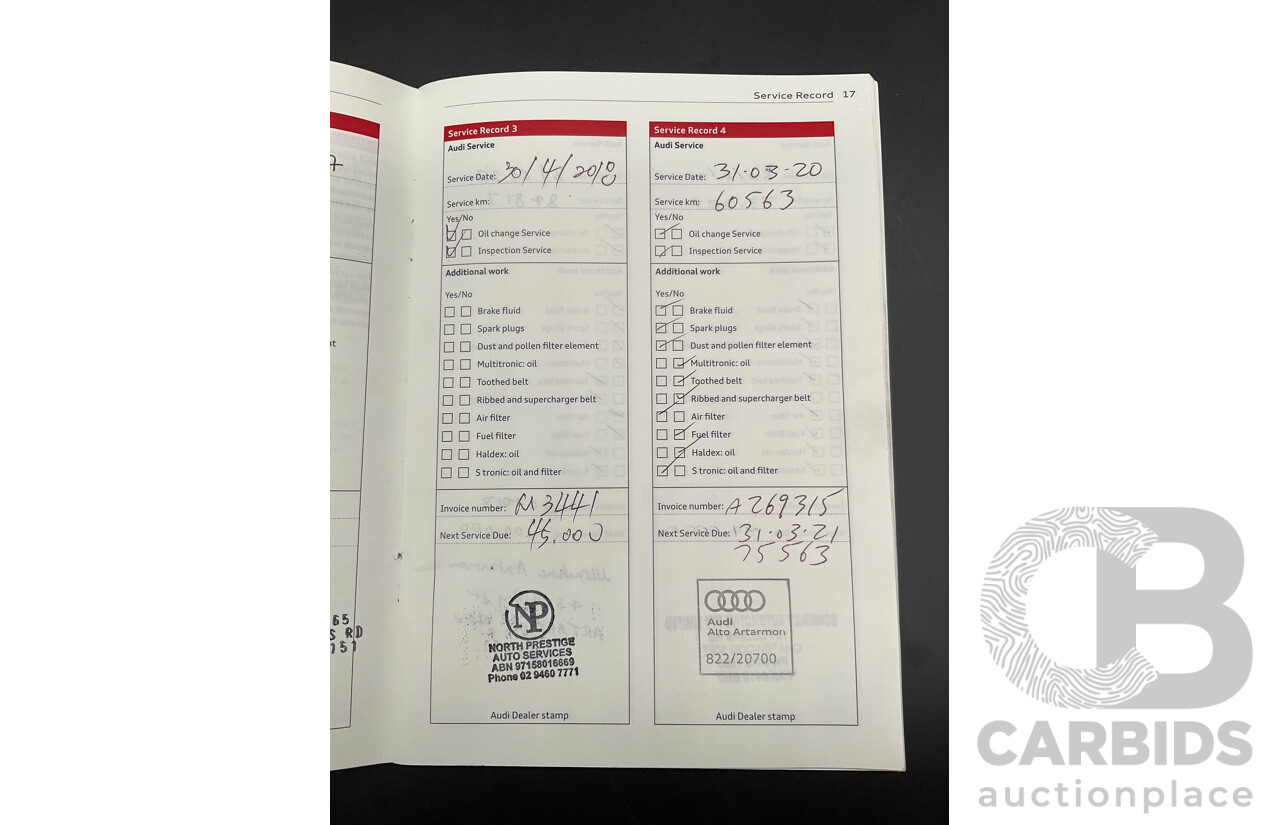 Service Record 17
Service Record 3
Audi Service
Service Date: 30/4/2018
Service km:
Yes/No
Oil change Service
Inspection Service
Additional work
Yes/No
Brake fluid
Spark plugs
Dust and pollen filter element
Multitronic: oil
Toothed belt
Ribbed and supercharger belt
Air filter
Fuel filter
Haldex: oil
S tronic: oil and filter
Invoice number: M3441
Next Service Due: 45,000
NP
NORTH PRESTIGE
AUTO SERVICES
ABN 97158016669
Phone 02 9460 7771
Audi Dealer stamp
Service Record 4
Audi Service
Service Date: 31·03·20
Service km: 60563
Yes/No
Oil change Service
Inspection Service
Additional work
Yes/No
Brake fluid
Spark plugs
Dust and pollen filter element
Multitronic: oil
Toothed belt
Ribbed and supercharger belt
Air filter
Fuel filter
Haldex: oil
S tronic: oil and filter
Invoice number: A269315
Next Service Due: 31·03·21
75563
Audi
Alto Artarmon
822/20700
Audi Dealer stamp
65
S RD
151
CB
CARBIDS
auctionplace